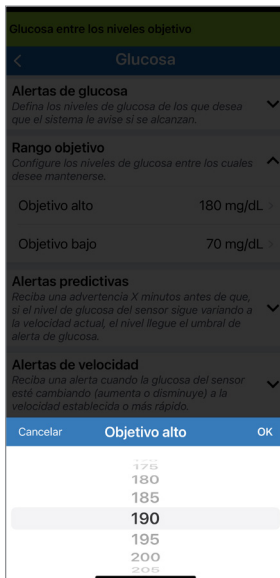 Glucosa entre los niveles objetivo
Glucosa
Alertas de glucosa
Defina los niveles de glucosa de los que desea
que el sistema le avise si se alcanzan.
Rango objetivo
Configure los niveles de glucosa entre los cuales
desee mantenerse.
Objetivo alto 180 mg/dL
Objetivo bajo 70 mg/dL
Alertas predictivas
Reciba una advertencia X minutos antes de que,
si el nivel de glucosa del sensor sigue variando a
la velocidad actual, el nivel llegue el umbral de
alerta de glucosa.
Alertas de velocidad
Reciba una alerta cuando la glucosa del sensor
esté cambiando (aumenta o disminuye) a la
velocidad establecida o más rápido.
Cancelar Objetivo alto OK
175
180
185
190
195
200
205